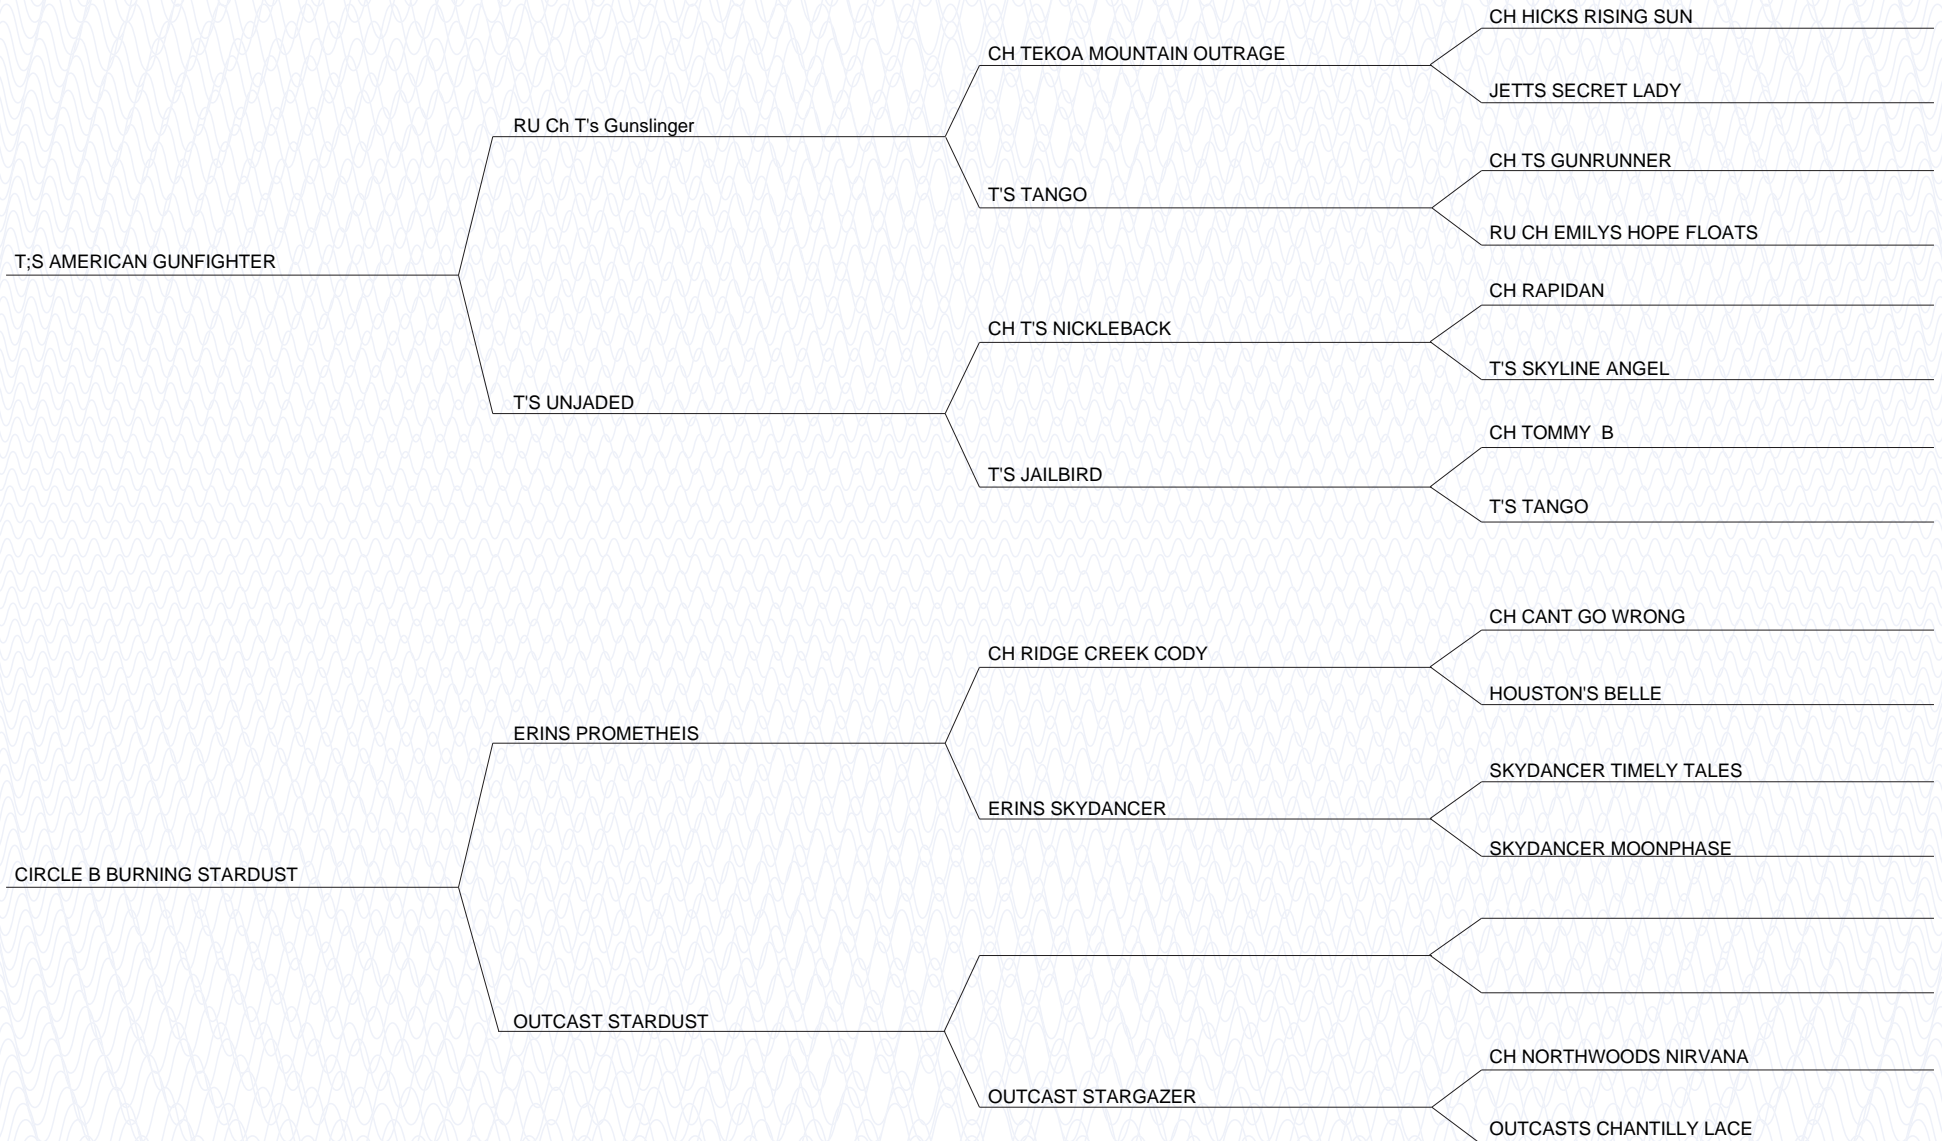 CH HICKS RISING SUN
CH TEKOA MOUNTAIN OUTRAGE
JETTS SECRET LADY
RU Ch T's Gunslinger
CH TS GUNRUNNER
T'S TANGO
RU CH EMILYS HOPE FLOATS
T;S AMERICAN GUNFIGHTER
CH RAPIDAN
CH T'S NICKLEBACK
T'S SKYLINE ANGEL
T'S UNJADED
CH TOMMY  B
T'S JAILBIRD
T'S TANGO
CH CANT GO WRONG
CH RIDGE CREEK CODY
HOUSTON'S BELLE
ERINS PROMETHEIS
SKYDANCER TIMELY TALES
ERINS SKYDANCER
SKYDANCER MOONPHASE
CIRCLE B BURNING STARDUST
OUTCAST STARDUST
CH NORTHWOODS NIRVANA
OUTCAST STARGAZER
OUTCASTS CHANTILLY LACE